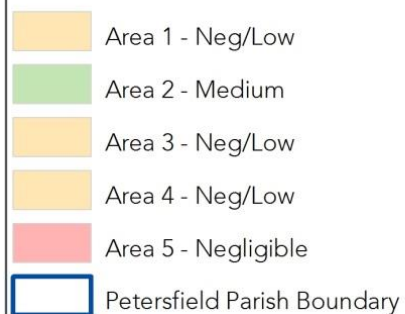 Area 1 - Neg/Low
Area 2 - Medium
Area 3 - Neg/Low
Area 4 - Neg/Low
Area 5 - Negligible
Petersfield Parish Boundary